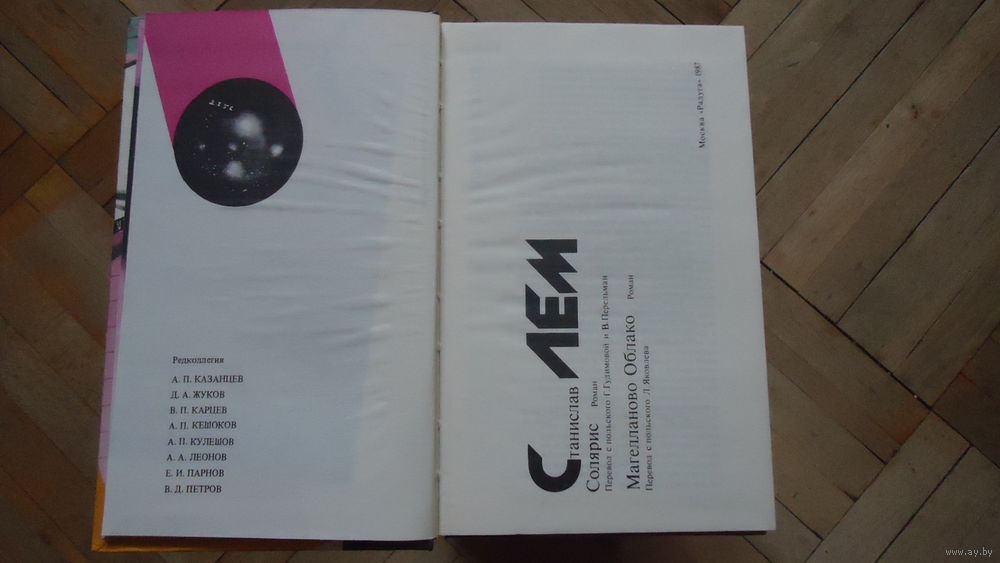 Редколлегия
А. П. КАЗАНЦЕВ
Д. А. ЖУКОВ
В. П. КАРЦЕВ
А. П. КЕШОКОВ
А. П. КУЛЕШОВ
А. А. ЛЕОНОВ
Е. И. ПАРНОВ
В. Д. ПЕТРОВ
Станислав ЛЕМ
Солярис Роман
Перевод с польского Г. Гудимовой и В. Перельман
Магелланово Облако Роман
Перевод с польского Л. Яковлева
Москва «Радуга» 1987
www.ay.by